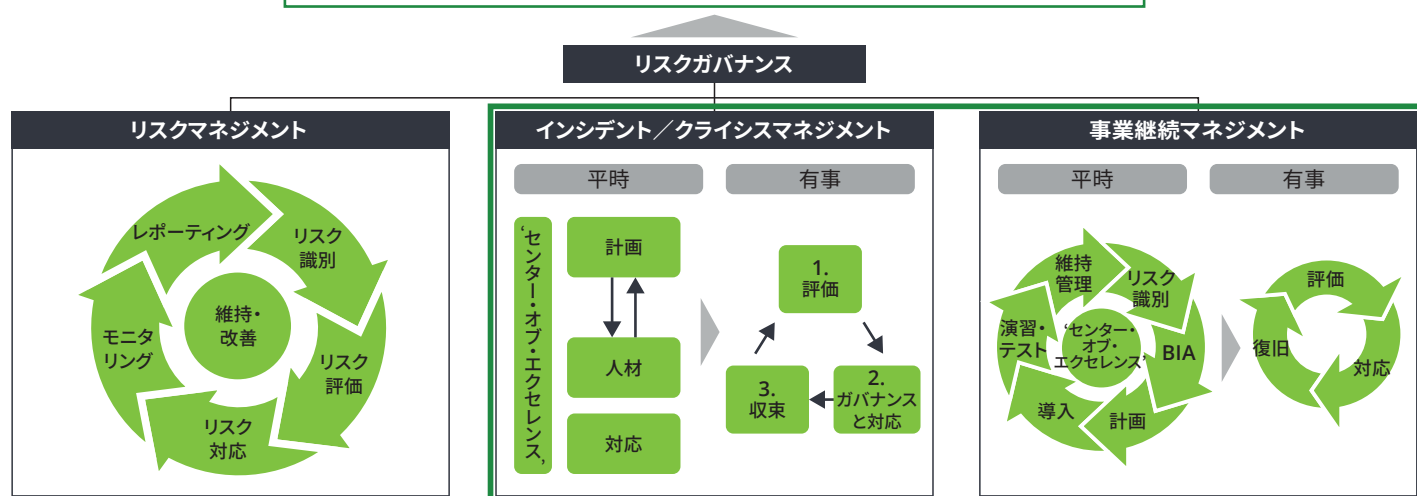 リスクガバナンス
リスクマネジメント
レポーティング
リスク
識別
リスク
評価
リスク
対応
モニタ
リング
維持・
改善
インシデント／クライシスマネジメント
平時
有事
‘センター・オブ・エクセレンス’
計画
人材
対応
1.
評価
2.
ガバナンス
と対応
3.
収束
事業継続マネジメント
平時
有事
維持
管理
リスク
識別
BIA
計画
導入
演習・
テスト
‘センター・
オブ・
エクセレンス’
評価
対応
復旧